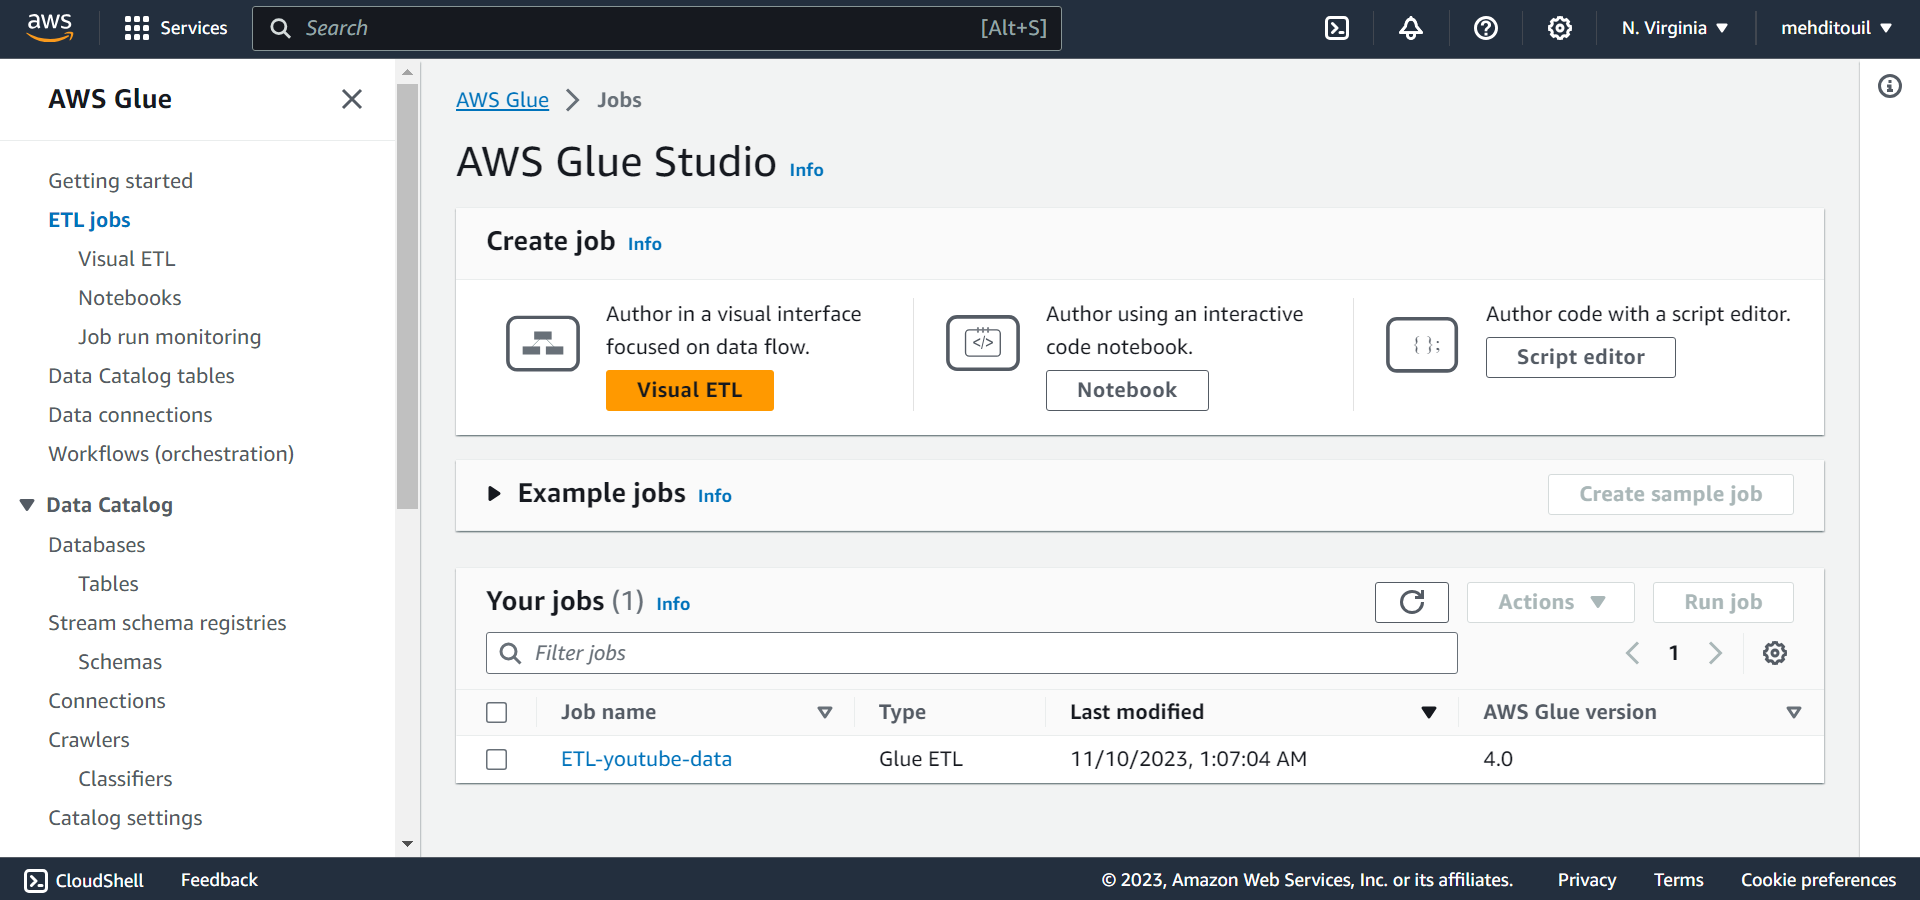 aws
Services
Search [Alt+S]
N. Virginia
mehditouil
AWS Glue
Getting started
ETL jobs
Visual ETL
Notebooks
Job run monitoring
Data Catalog tables
Data connections
Workflows (orchestration)
Data Catalog
Databases
Tables
Stream schema registries
Schemas
Connections
Crawlers
Classifiers
Catalog settings
AWS Glue > Jobs
AWS Glue Studio Info
Create job Info
Author in a visual interface
focused on data flow.
Visual ETL
Author using an interactive
code notebook.
Notebook
Author code with a script editor.
Script editor
Example jobs Info
Create sample job
Your jobs (1) Info
Actions
Run job
Filter jobs
1
Job name Type Last modified AWS Glue version
ETL-youtube-data Glue ETL 11/10/2023, 1:07:04 AM 4.0
CloudShell Feedback © 2023, Amazon Web Services, Inc. or its affiliates. Privacy Terms Cookie preferences